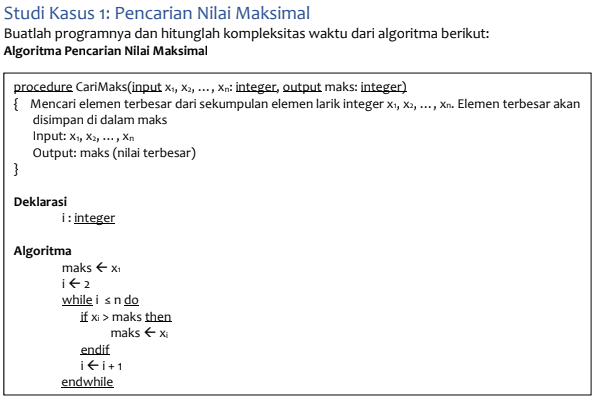 Studi Kasus 1: Pencarian Nilai Maksimal
Buatlah programnya dan hitunglah kompleksitas waktu dari algoritma berikut:
Algoritma Pencarian Nilai Maksimal
procedure CariMaks(input x₁, x₂, ..., xₙ: integer, output maks: integer)
{ Mencari elemen terbesar dari sekumpulan elemen larik integer x₁, x₂, ..., xₙ. Elemen terbesar akan
disimpan di dalam maks
Input: x₁, x₂, ..., xₙ
Output: maks (nilai terbesar)
}
Deklarasi
i : integer
Algoritma
maks ← x₁
i ← 2
while i ≤ n do
if xᵢ > maks then
maks ← xᵢ
endif
i ← i + 1
endwhile